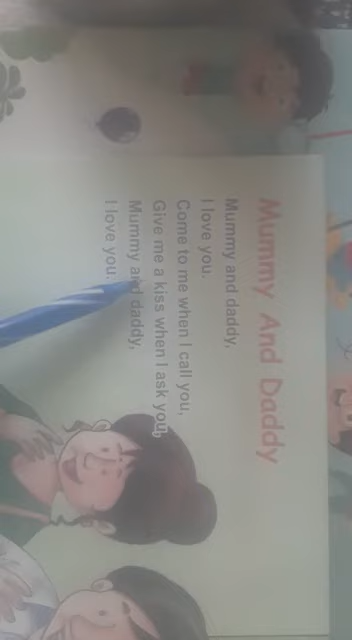 Mummy And Daddy
Mummy and daddy,
I love you.
Come to me when I call you,
Give me a kiss when I ask you,
Mummy and daddy,
I love you.